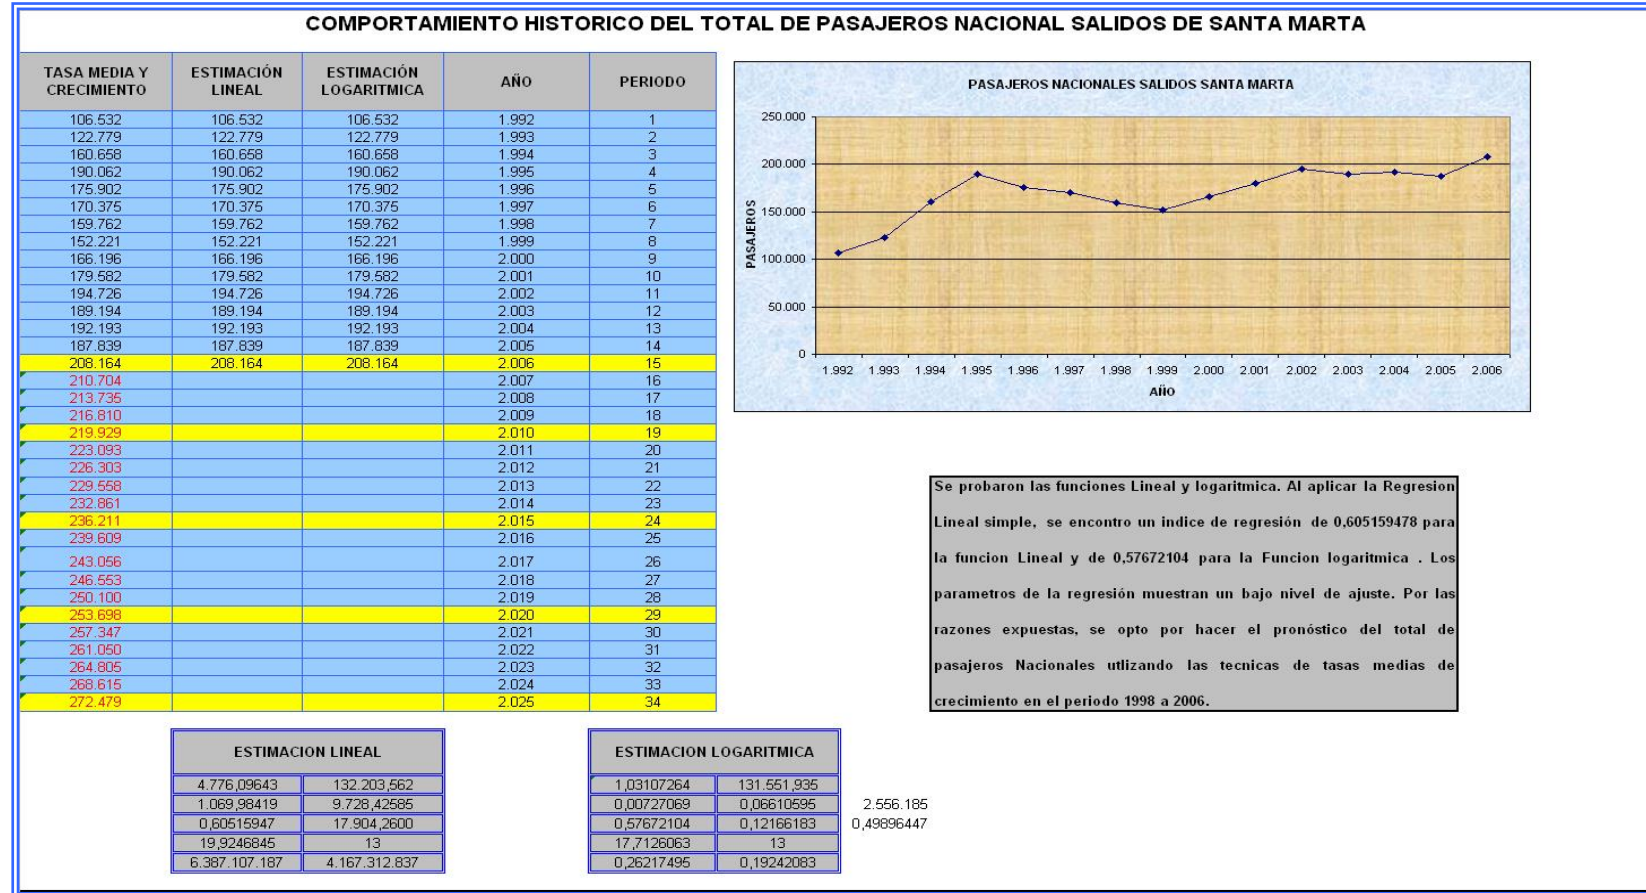 COMPORTAMIENTO HISTORICO DEL TOTAL DE PASAJEROS NACIONAL SALIDOS DE SANTA MARTA
TASA MEDIA Y CRECIMIENTO ESTIMACIÓN LINEAL ESTIMACIÓN LOGARITMICA AÑO PERIODO
106.532 106.532 106.532 1.992 1
122.779 122.779 122.779 1.993 2
160.658 160.658 160.658 1.994 3
190.062 190.062 190.062 1.995 4
175.902 175.902 175.902 1.996 5
170.375 170.375 170.375 1.997 6
159.762 159.762 159.762 1.998 7
152.221 152.221 152.221 1.999 8
166.196 166.196 166.196 2.000 9
179.582 179.582 179.582 2.001 10
194.726 194.726 194.726 2.002 11
189.194 189.194 189.194 2.003 12
192.193 192.193 192.193 2.004 13
187.839 187.839 187.839 2.005 14
208.164 208.164 208.164 2.006 15
210.704 2.007 16
213.735 2.008 17
216.810 2.009 18
219.929 2.010 19
223.093 2.011 20
226.303 2.012 21
229.558 2.013 22
232.861 2.014 23
236.211 2.015 24
239.609 2.016 25
243.056 2.017 26
246.553 2.018 27
250.100 2.019 28
253.698 2.020 29
257.347 2.021 30
261.050 2.022 31
264.805 2.023 32
268.615 2.024 33
272.479 2.025 34
PASAJEROS NACIONALES SALIDOS SANTA MARTA
PASAJEROS
250.000
200.000
150.000
100.000
50.000
0
1.992 1.993 1.994 1.995 1.996 1.997 1.998 1.999 2.000 2.001 2.002 2.003 2.004 2.005 2.006
AÑO
Se probaron las funciones Lineal y logaritmica. Al aplicar la Regresion
Lineal simple, se encontro un indice de regresión de 0,605159478 para
la funcion Lineal y de 0,57672104 para la Funcion logaritmica . Los
parametros de la regresión muestran un bajo nivel de ajuste. Por las
razones expuestas, se opto por hacer el pronóstico del total de
pasajeros Nacionales utlizando las tecnicas de tasas medias de
crecimiento en el periodo 1998 a 2006.
ESTIMACION LINEAL
4.776,09643 132.203,562
1.069,98419 9.728,42585
0,60515947 17.904,2600
19,9246845 13
6.387.107.187 4.167.312.837
ESTIMACION LOGARITMICA
1,03107264 131.551,935
0,00727069 0,06610595 2.556.185
0,57672104 0,12166183 0,49896447
17,7126063 13
0,26217495 0,19242083